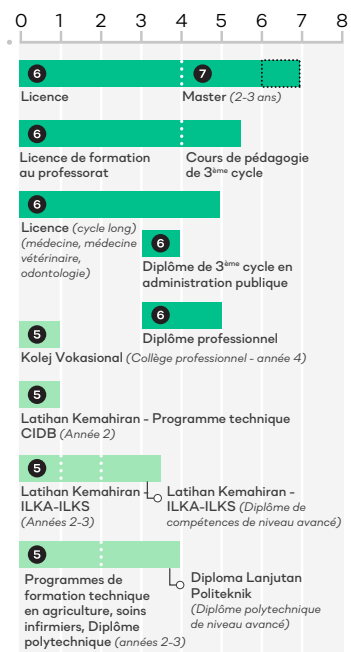 0 1 2 3 4 5 6 7 8
6 7
Licence Master (2-3 ans)
6
Licence de formation
au professorat
Cours de pédagogie
de 3ème cycle
6
Licence (cycle long)
(médecine, médecine
vétérinaire,
odontologie)
6
Diplôme de 3ème cycle en
administration publique
6
Diplôme professionnel
5
Kolej Vokasional (Collège professionnel - année 4)
5
Latihan Kemahiran - Programme technique
CIDB (Année 2)
5
Latihan Kemahiran -
ILKA-ILKS
(Années 2-3)
Latihan Kemahiran -
ILKA-ILKS (Diplôme de
compétences de niveau avancé)
5
Programmes de
formation technique
en agriculture, soins
infirmiers, Diplôme
polytechnique (années 2-3)
Diploma Lanjutan
Politeknik
(Diplôme polytechnique
de niveau avancé)